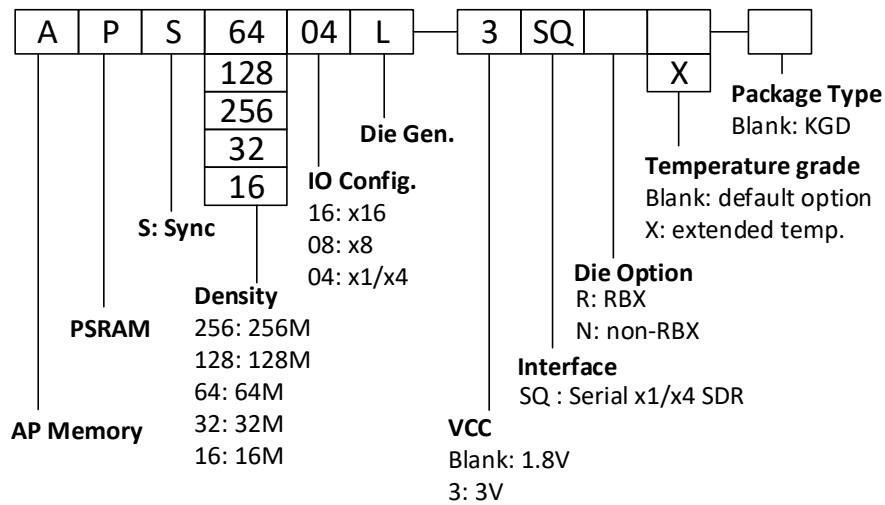 A P S 64 04 L 3 SQ
128
256
32
16
X
Package Type
Blank: KGD
Die Gen.
Temperature grade
Blank: default option
X: extended temp.
IO Config.
16: x16
08: x8
04: x1/x4
S: Sync
Die Option
R: RBX
N: non-RBX
Density
256: 256M
128: 128M
64: 64M
32: 32M
16: 16M
PSRAM
Interface
SQ : Serial x1/x4 SDR
AP Memory
VCC
Blank: 1.8V
3: 3V